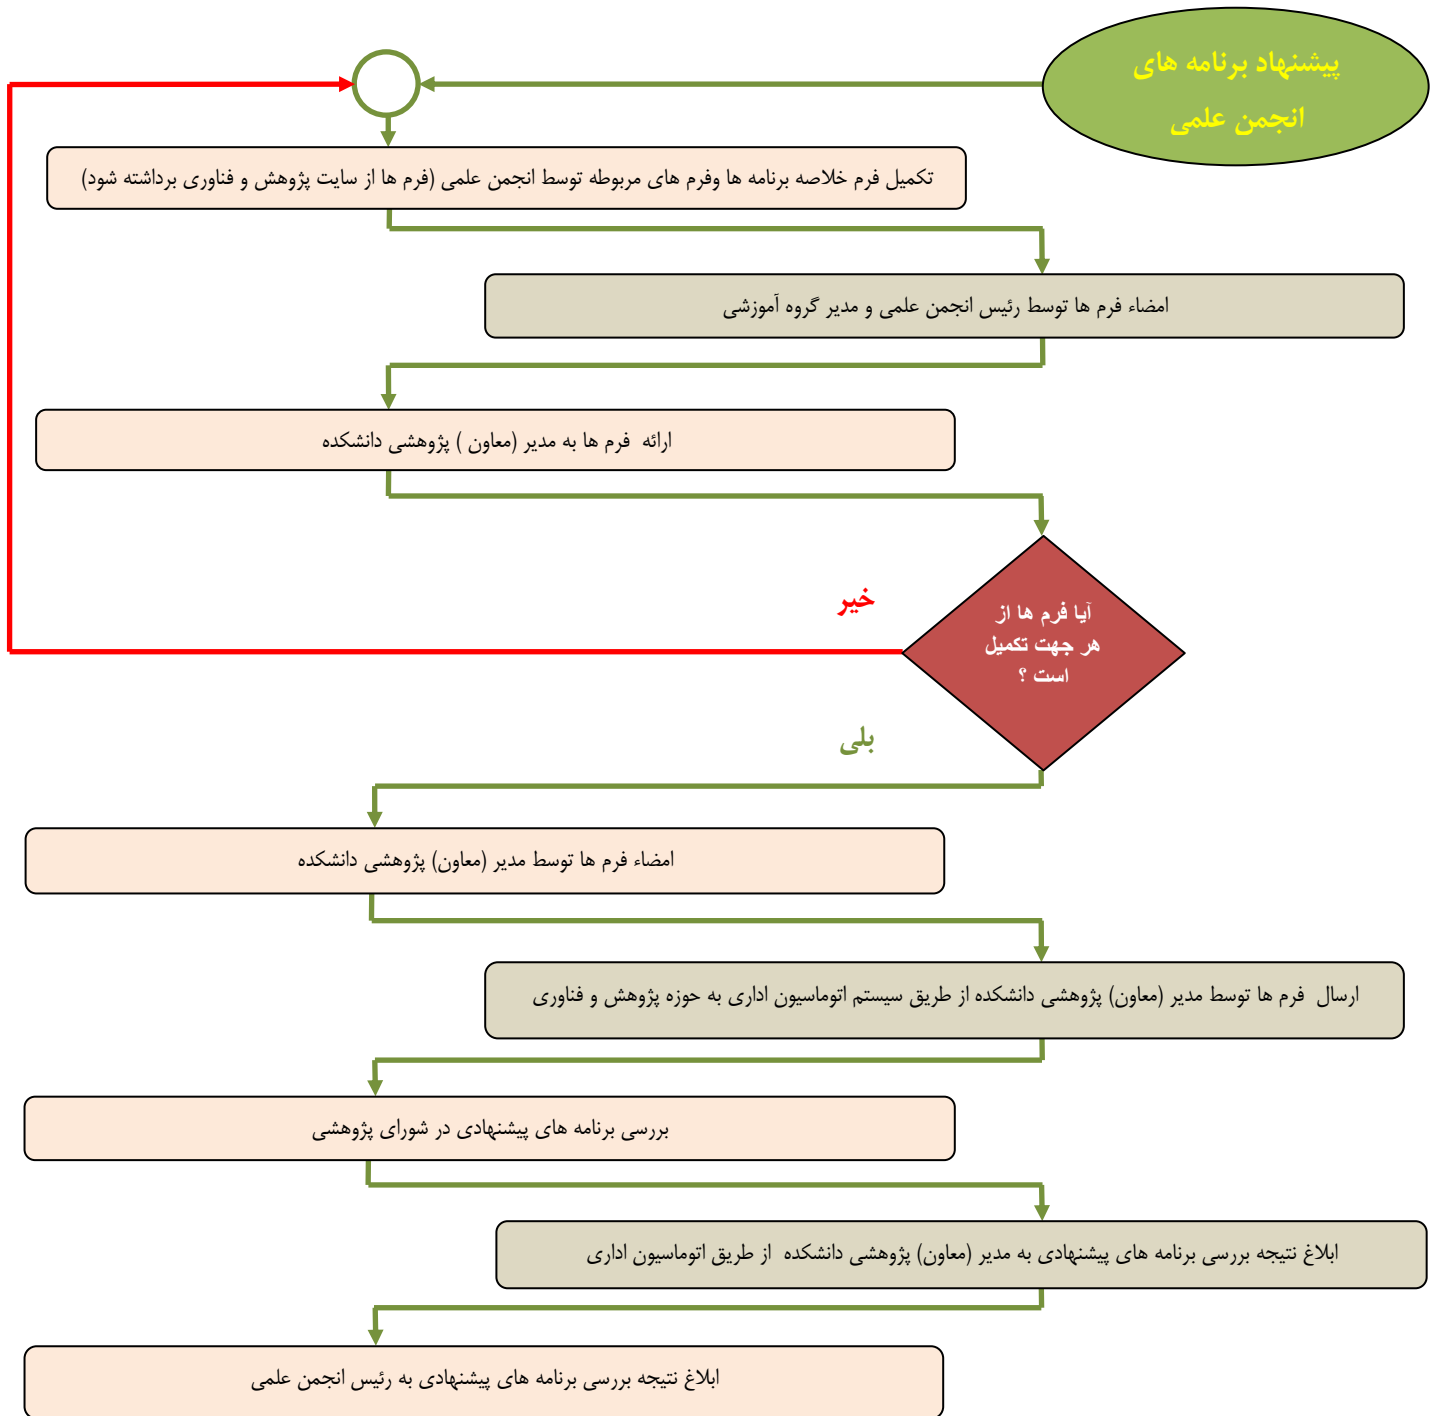 پیشنهاد برنامه های
انجمن علمی
تکمیل فرم خلاصه برنامه ها وفرم های مربوطه توسط انجمن علمی (فرم ها از سایت پژوهش و فناوری برداشته شود)
امضاء فرم ها توسط رئیس انجمن علمی و مدیر گروه آموزشی
ارائه فرم ها به مدیر (معاون ) پژوهشی دانشکده
خیر
آیا فرم ها از
هر جهت تکمیل
است ؟
بلی
امضاء فرم ها توسط مدیر (معاون) پژوهشی دانشکده
ارسال فرم ها توسط مدیر (معاون) پژوهشی دانشکده از طریق سیستم اتوماسیون اداری به حوزه پژوهش و فناوری
بررسی برنامه های پیشنهادی در شورای پژوهشی
ابلاغ نتیجه بررسی برنامه های پیشنهادی به مدیر (معاون) پژوهشی دانشکده از طریق اتوماسیون اداری
ابلاغ نتیجه بررسی برنامه های پیشنهادی به رئیس انجمن علمی